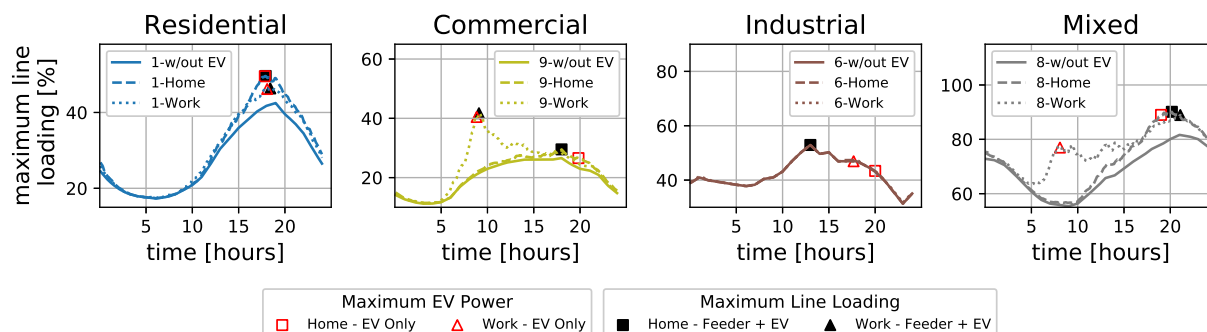 Residential
Commercial
Industrial
Mixed
maximum line
loading [%]
1-w/out EV
1-Home
1-Work
20
40
5
10
15
20
time [hours]
9-w/out EV
9-Home
9-Work
20
40
60
5
10
15
20
time [hours]
6-w/out EV
6-Home
6-Work
40
60
80
5
10
15
20
time [hours]
8-w/out EV
8-Home
8-Work
60
80
100
5
10
15
20
time [hours]
Maximum EV Power
Home - EV Only
Work - EV Only
Maximum Line Loading
Home - Feeder + EV
Work - Feeder + EV